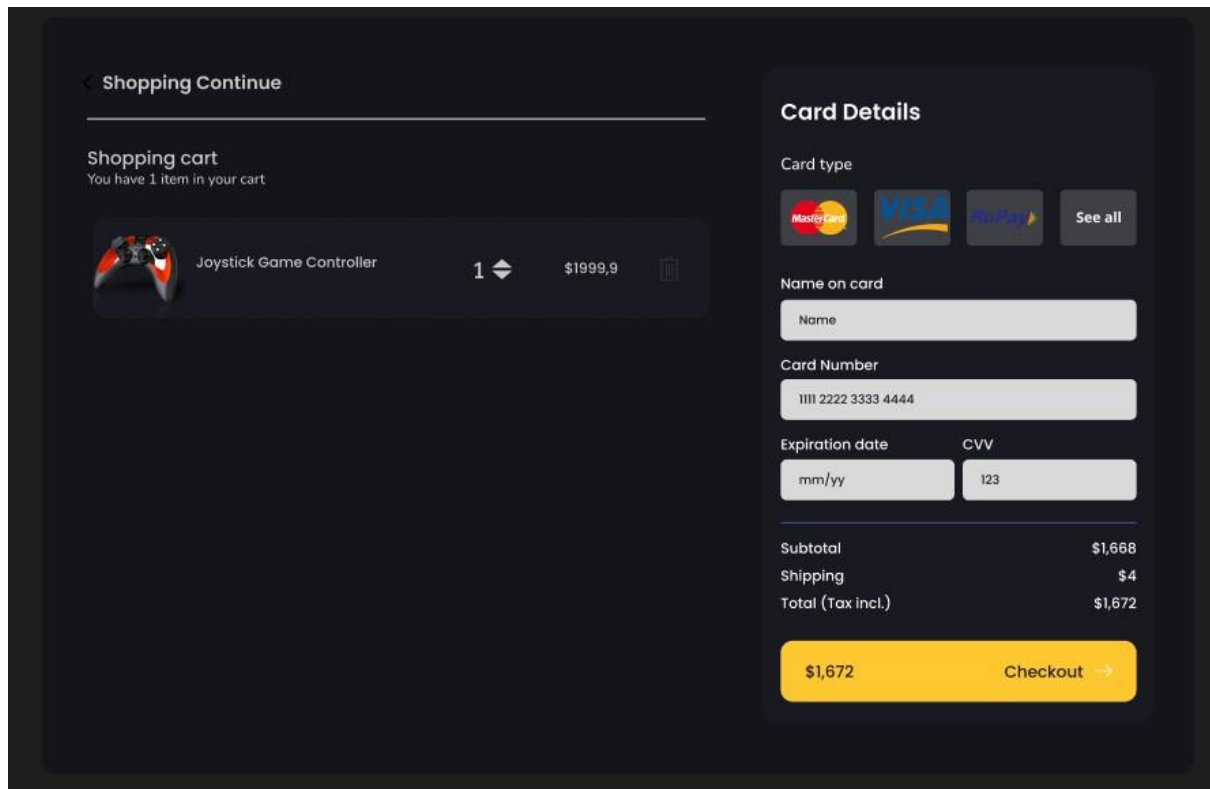 Shopping Continue
Shopping cart
You have 1 item in your cart
Joystick Game Controller
1
$1999,9
Card Details
Card type
MasterCard
VISA
RuPay
See all
Name on card
Name
Card Number
1111 2222 3333 4444
Expiration date
CVV
mm/yy
123
Subtotal
$1,668
Shipping
$4
Total (Tax incl.)
$1,672
$1,672
Checkout